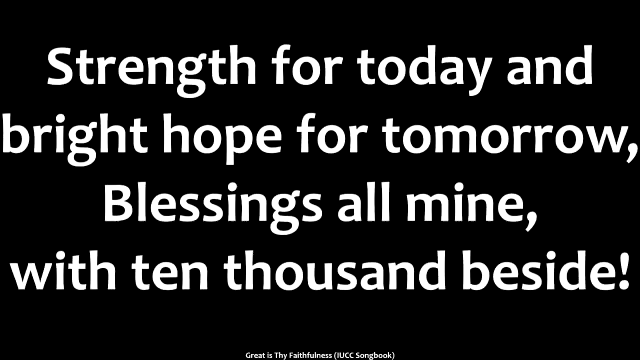 Strength for today and
bright hope for tomorrow,
Blessings all mine,
with ten thousand beside!
Great is Thy Faithfulness (IUCC Songbook)